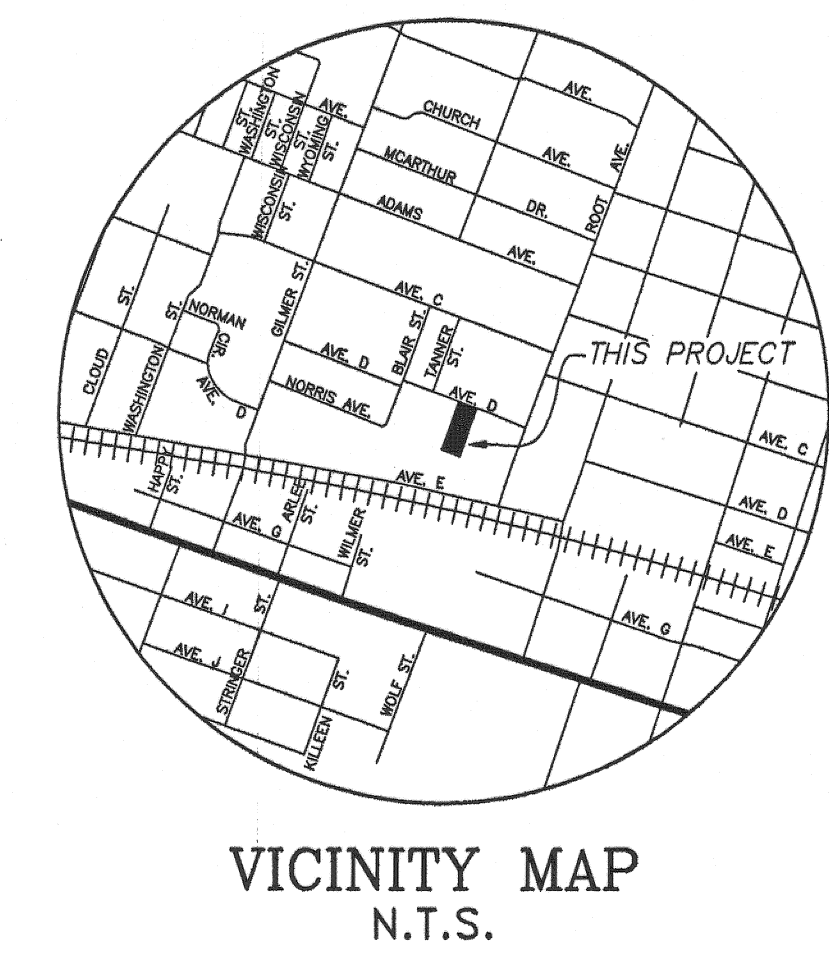 AVE.
WASHINGTON
ST.
WISCONSIN
ST.
WYOMING
ST.
AVE.
CHURCH
AVE.
MCARTHUR
DR.
ROOT AVE.
WISCONSIN
ST.
ADAMS
AVE.
GILMER ST.
AVE. C
NORMAN
CIR.
CLOUD
ST.
WASHINGTON
ST.
AVE. D
AVE. D
NORRIS AVE.
BLAIR ST.
TANNER
ST.
AVE. D
THIS PROJECT
AVE. C
AVE. D
AVE. E
AVE. E
HAPPY
ST.
ARLEE
ST.
AVE. G
WILMER
ST.
AVE. G
AVE. I
ST.
AVE. J
STRINGER
KILLEEN
ST.
WOLF ST.
VICINITY MAP
N.T.S.